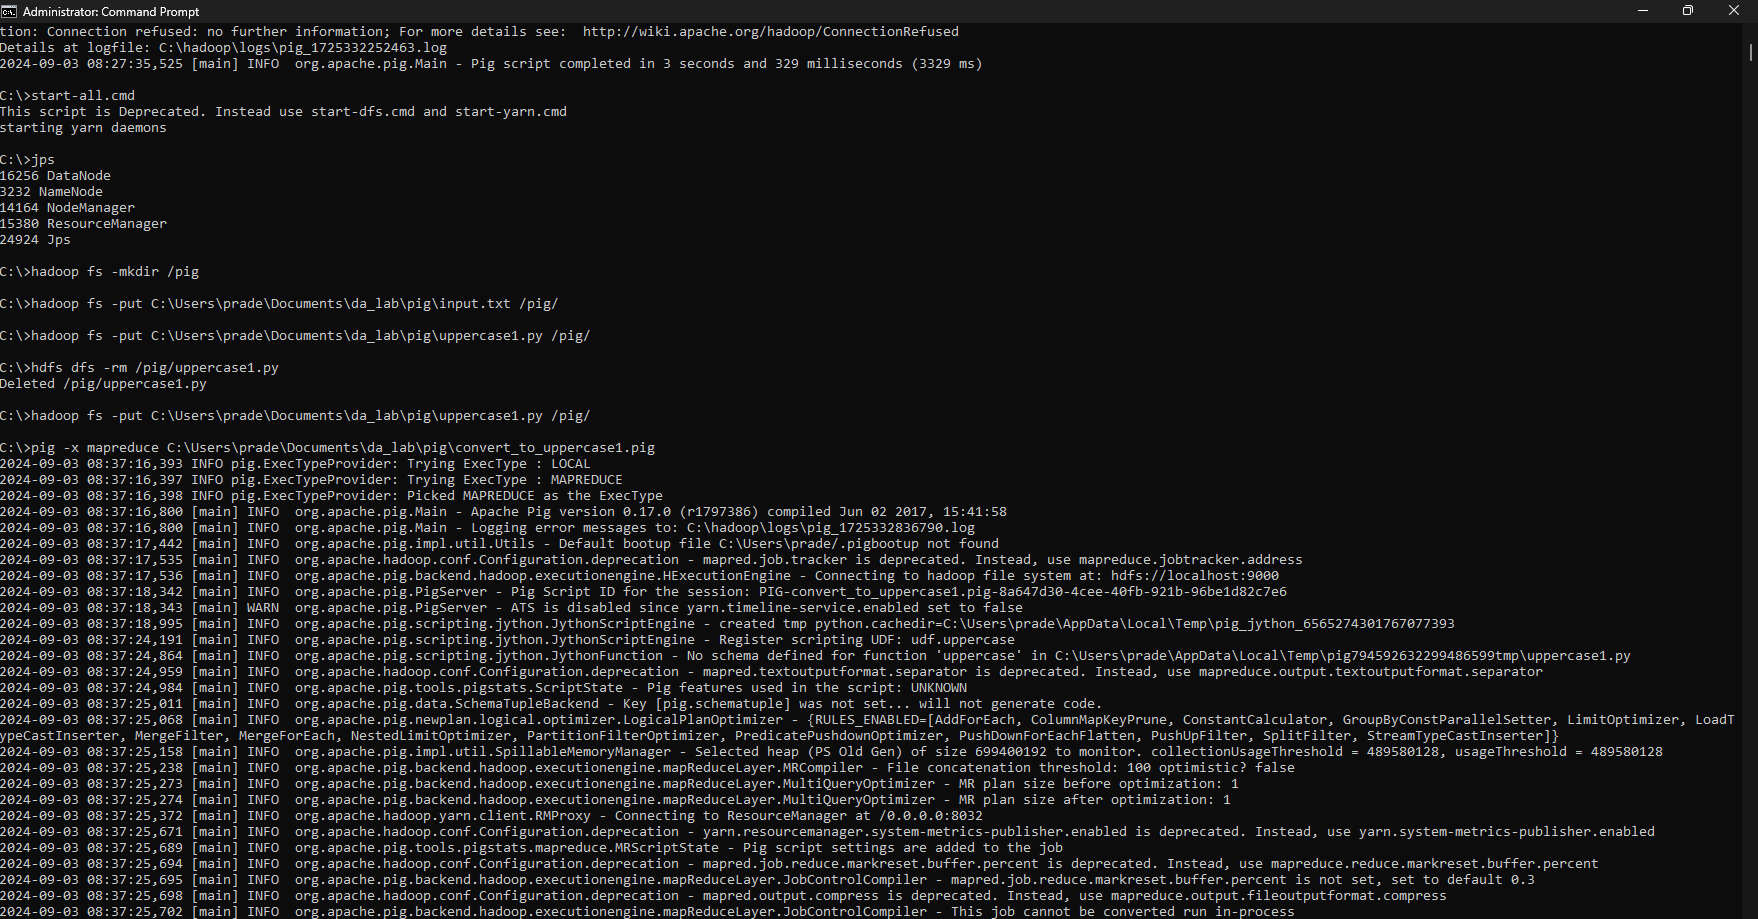 Administrator: Command Prompt
tion: Connection refused: no further information; For more details see:  http://wiki.apache.org/hadoop/ConnectionRefused
Details at logfile: C:\hadoop\logs\pig_1725332252463.log
2024-09-03 08:27:35,525 [main] INFO  org.apache.pig.Main - Pig script completed in 3 seconds and 329 milliseconds (3329 ms)
C:\>start-all.cmd
This script is Deprecated. Instead use start-dfs.cmd and start-yarn.cmd
starting yarn daemons
C:\>jps
16256 DataNode
3232 NameNode
14164 NodeManager
15380 ResourceManager
24924 Jps
C:\>hadoop fs -mkdir /pig
C:\>hadoop fs -put C:\Users\prade\Documents\da_lab\pig\input.txt /pig/
C:\>hadoop fs -put C:\Users\prade\Documents\da_lab\pig\uppercase1.py /pig/
C:\>hdfs dfs -rm /pig/uppercase1.py
Deleted /pig/uppercase1.py
C:\>hadoop fs -put C:\Users\prade\Documents\da_lab\pig\uppercase1.py /pig/
C:\>pig -x mapreduce C:\Users\prade\Documents\da_lab\pig\convert_to_uppercase1.pig
2024-09-03 08:37:16,393 INFO pig.ExecTypeProvider: Trying ExecType : LOCAL
2024-09-03 08:37:16,397 INFO pig.ExecTypeProvider: Trying ExecType : MAPREDUCE
2024-09-03 08:37:16,398 INFO pig.ExecTypeProvider: Picked MAPREDUCE as the ExecType
2024-09-03 08:37:16,800 [main] INFO  org.apache.pig.Main - Apache Pig version 0.17.0 (r1797386) compiled Jun 02 2017, 15:41:58
2024-09-03 08:37:16,800 [main] INFO  org.apache.pig.Main - Logging error messages to: C:\hadoop\logs\pig_1725332836790.log
2024-09-03 08:37:17,442 [main] INFO  org.apache.pig.impl.util.Utils - Default bootup file C:\Users\prade/.pigbootup not found
2024-09-03 08:37:17,535 [main] INFO  org.apache.hadoop.conf.Configuration.deprecation - mapred.job.tracker is deprecated. Instead, use mapreduce.jobtracker.address
2024-09-03 08:37:17,536 [main] INFO  org.apache.pig.backend.hadoop.executionengine.HExecutionEngine - Connecting to hadoop file system at: hdfs://localhost:9000
2024-09-03 08:37:18,342 [main] INFO  org.apache.pig.PigServer - Pig Script ID for the session: PIG-convert_to_uppercase1.pig-8a647d30-4cee-40fb-921b-96be1d82c7e6
2024-09-03 08:37:18,343 [main] WARN  org.apache.pig.PigServer - ATS is disabled since yarn.timeline-service.enabled set to false
2024-09-03 08:37:18,995 [main] INFO  org.apache.pig.scripting.jython.JythonScriptEngine - created tmp python.cachedir=C:\Users\prade\AppData\Local\Temp\pig_jython_6565274301767077393
2024-09-03 08:37:24,191 [main] INFO  org.apache.pig.scripting.jython.JythonScriptEngine - Register scripting UDF: udf.uppercase
2024-09-03 08:37:24,864 [main] INFO  org.apache.pig.scripting.jython.JythonFunction - No schema defined for function 'uppercase' in C:\Users\prade\AppData\Local\Temp\pig794592632299486599tmp\uppercase1.py
2024-09-03 08:37:24,959 [main] INFO  org.apache.hadoop.conf.Configuration.deprecation - mapred.textoutputformat.separator is deprecated. Instead, use mapreduce.output.textoutputformat.separator
2024-09-03 08:37:24,984 [main] INFO  org.apache.pig.tools.pigstats.ScriptState - Pig features used in the script: UNKNOWN
2024-09-03 08:37:25,011 [main] INFO  org.apache.pig.data.SchemaTupleBackend - Key [pig.schematuple] was not set... will not generate code.
2024-09-03 08:37:25,068 [main] INFO  org.apache.pig.newplan.logical.optimizer.LogicalPlanOptimizer - {RULES_ENABLED=[AddForEach, ColumnMapKeyPrune, ConstantCalculator, GroupByConstParallelSetter, LimitOptimizer, LoadT
ypeCastInserter, MergeFilter, MergeForEach, NestedLimitOptimizer, PartitionFilterOptimizer, PredicatePushdownOptimizer, PushDownForEachFlatten, PushUpFilter, SplitFilter, StreamTypeCastInserter]}
2024-09-03 08:37:25,158 [main] INFO  org.apache.pig.impl.util.SpillableMemoryManager - Selected heap (PS Old Gen) of size 699400192 to monitor. collectionUsageThreshold = 489580128, usageThreshold = 489580128
2024-09-03 08:37:25,238 [main] INFO  org.apache.pig.backend.hadoop.executionengine.mapReduceLayer.MRCompiler - File concatenation threshold: 100 optimistic? false
2024-09-03 08:37:25,273 [main] INFO  org.apache.pig.backend.hadoop.executionengine.mapReduceLayer.MultiQueryOptimizer - MR plan size before optimization: 1
2024-09-03 08:37:25,274 [main] INFO  org.apache.pig.backend.hadoop.executionengine.mapReduceLayer.MultiQueryOptimizer - MR plan size after optimization: 1
2024-09-03 08:37:25,372 [main] INFO  org.apache.hadoop.yarn.client.RMProxy - Connecting to ResourceManager at /0.0.0.0:8032
2024-09-03 08:37:25,671 [main] INFO  org.apache.hadoop.conf.Configuration.deprecation - yarn.resourcemanager.system-metrics-publisher.enabled is deprecated. Instead, use yarn.system-metrics-publisher.enabled
2024-09-03 08:37:25,689 [main] INFO  org.apache.pig.tools.pigstats.mapreduce.MRScriptState - Pig script settings are added to the job
2024-09-03 08:37:25,694 [main] INFO  org.apache.hadoop.conf.Configuration.deprecation - mapred.job.reduce.markreset.buffer.percent is deprecated. Instead, use mapreduce.reduce.markreset.buffer.percent
2024-09-03 08:37:25,695 [main] INFO  org.apache.pig.backend.hadoop.executionengine.mapReduceLayer.JobControlCompiler - mapred.job.reduce.markreset.buffer.percent is not set, set to default 0.3
2024-09-03 08:37:25,698 [main] INFO  org.apache.hadoop.conf.Configuration.deprecation - mapred.output.compress is deprecated. Instead, use mapreduce.output.fileoutputformat.compress
2024-09-03 08:37:25,702 [main] INFO  org.apache.pig.backend.hadoop.executionengine.mapReduceLayer.JobControlCompiler - This job cannot be converted run in-process